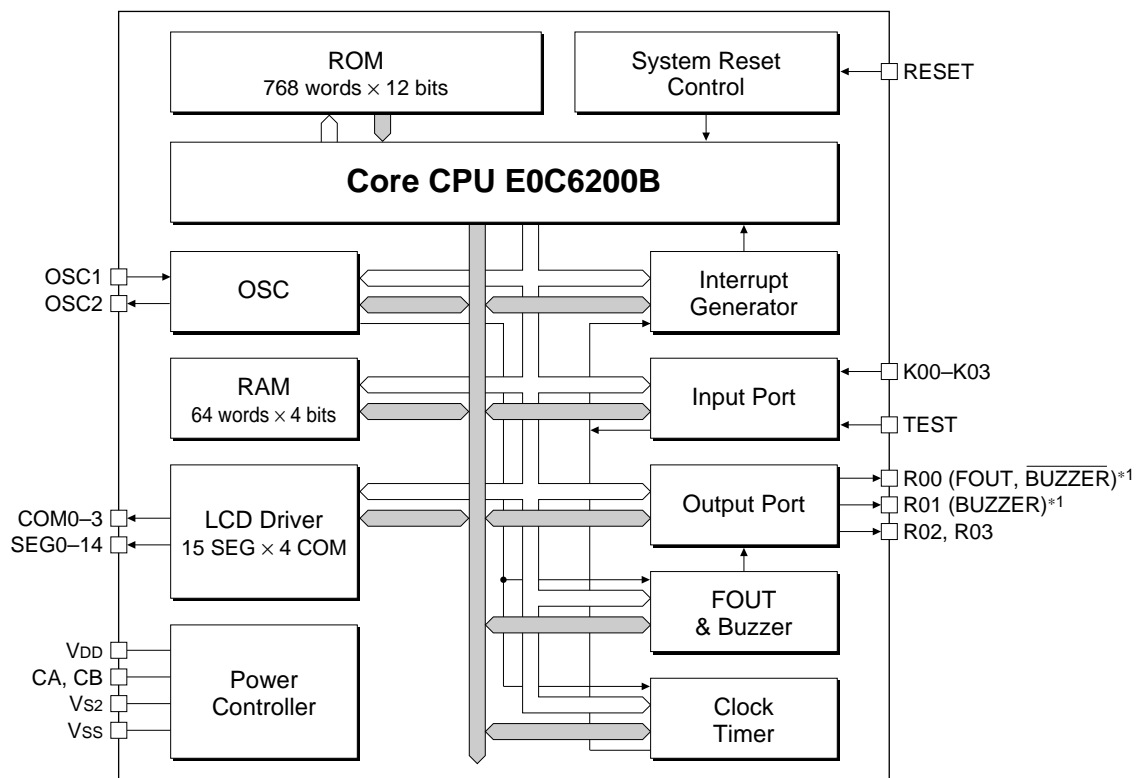 ROM
768 words × 12 bits
System Reset
Control
RESET
Core CPU E0C6200B
OSC1
OSC2
OSC
Interrupt
Generator
RAM
64 words × 4 bits
Input Port
K00–K03
TEST
COM0–3
SEG0–14
LCD Driver
15 SEG × 4 COM
Output Port
R00 (FOUT, BUZZER)*1
R01 (BUZZER)*1
R02, R03
FOUT
& Buzzer
VDD
CA, CB
VS2
VSS
Power
Controller
Clock
Timer